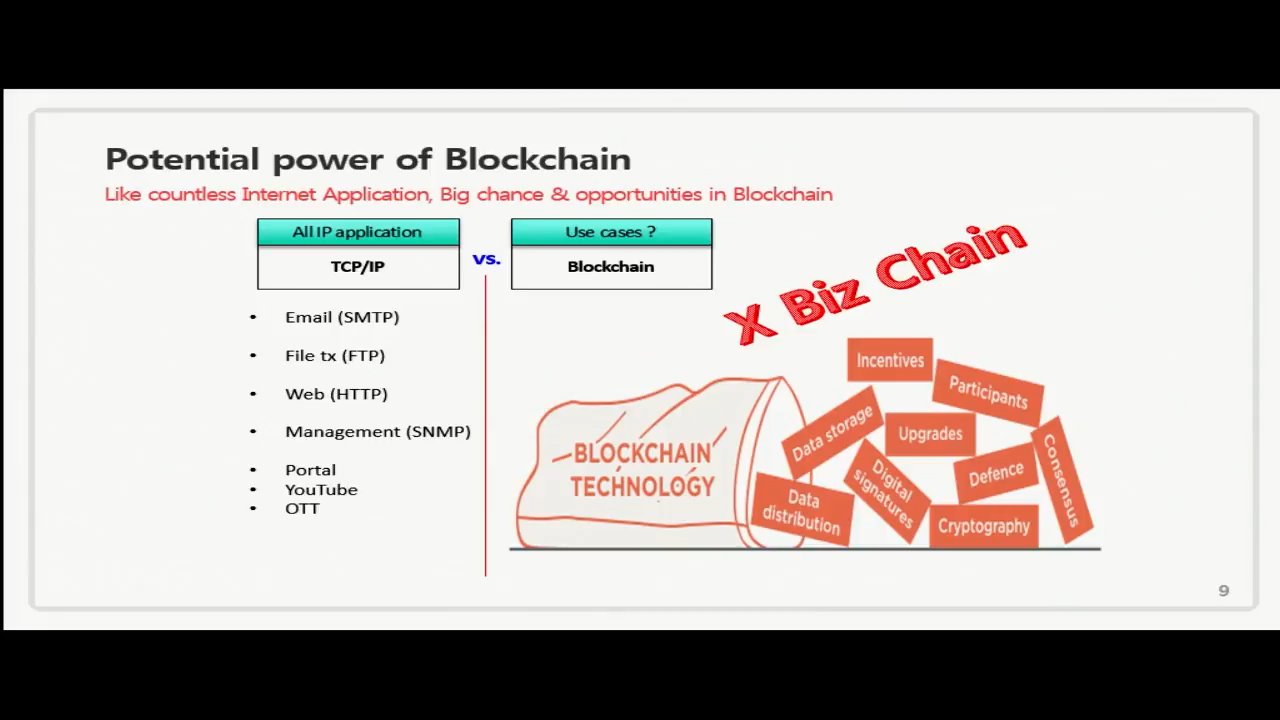 Potential power of Blockchain
Like countless Internet Application, Big chance & opportunities in Blockchain
All IP application
TCP/IP
vs.
Use cases ?
Blockchain
• Email (SMTP)
• File tx (FTP)
• Web (HTTP)
• Management (SNMP)
• Portal
• YouTube
• OTT
X Biz Chain
BLOCKCHAIN
TECHNOLOGY
Incentives
Participants
Data storage
Upgrades
Consensus
Defence
Digital
signatures
Data
distribution
Cryptography
9